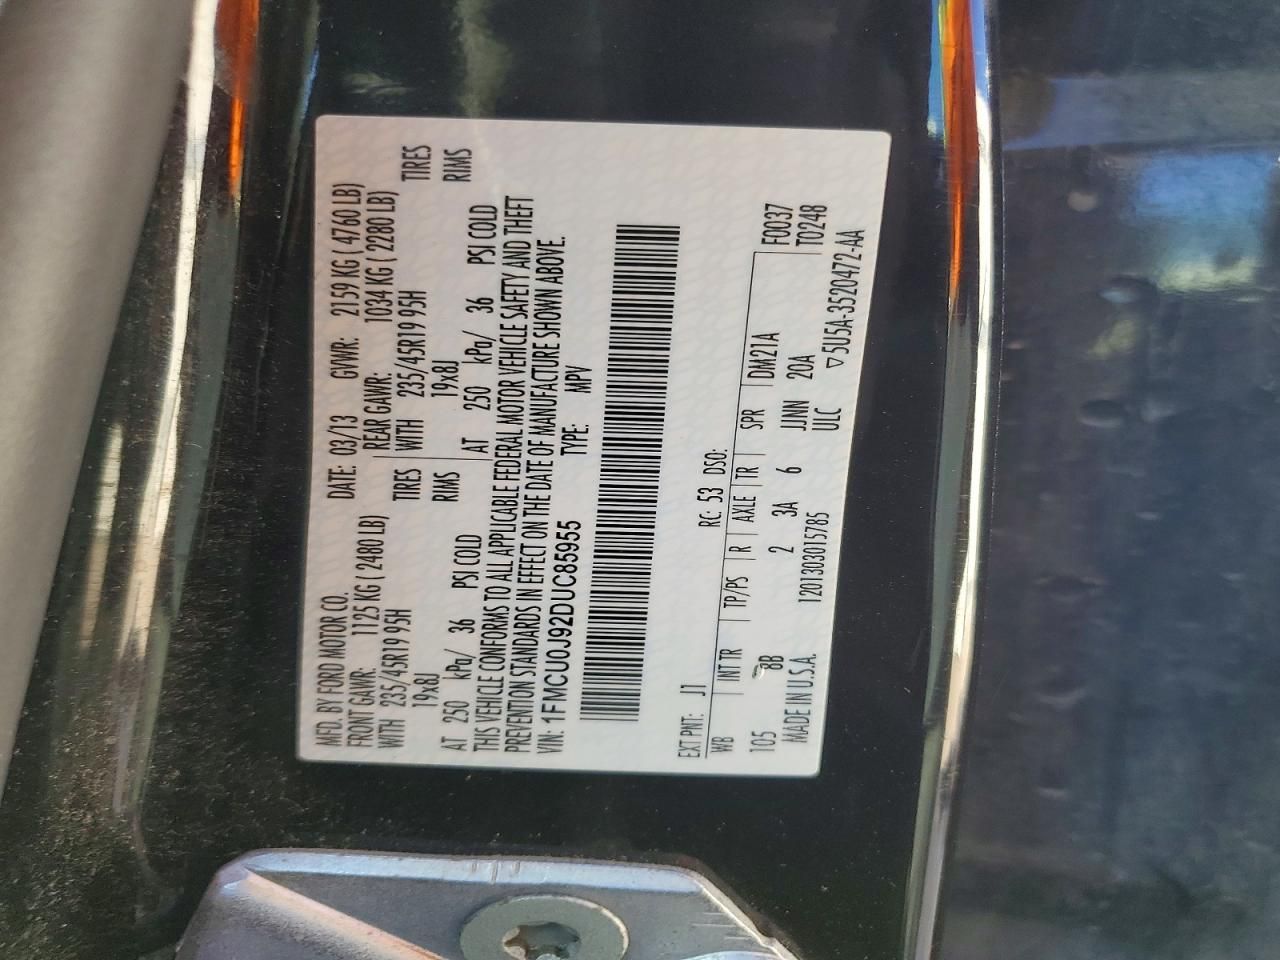 MFD. BY FORD MOTOR CO. DATE: 03/13 GVWR: 2159 KG ( 4760 LB)
FRONT GAWR: 1125 KG ( 2480 LB) REAR GAWR: 1034 KG ( 2280 LB)
WITH 235/45R19 95H TIRES WITH 235/45R19 95H TIRES
19x8J RIMS 19x8J RIMS
AT 250 kPa/ 36 PSI COLD AT 250 kPa/ 36 PSI COLD
THIS VEHICLE CONFORMS TO ALL APPLICABLE FEDERAL MOTOR VEHICLE SAFETY AND THEFT
PREVENTION STANDARDS IN EFFECT ON THE DATE OF MANUFACTURE SHOWN ABOVE.
VIN: 1FMCU0J92DUC85955 TYPE: MPV
EXT PNT: J1 RC: 53 DSO:
WB INT TR TP/PS R AXLE TR SPR DM21A F0037
105 8B 2 3A 6 JJNN 20A T0248
MADE IN U.S.A. 1201303015785 ULC ▽5U5A-3520472-AA